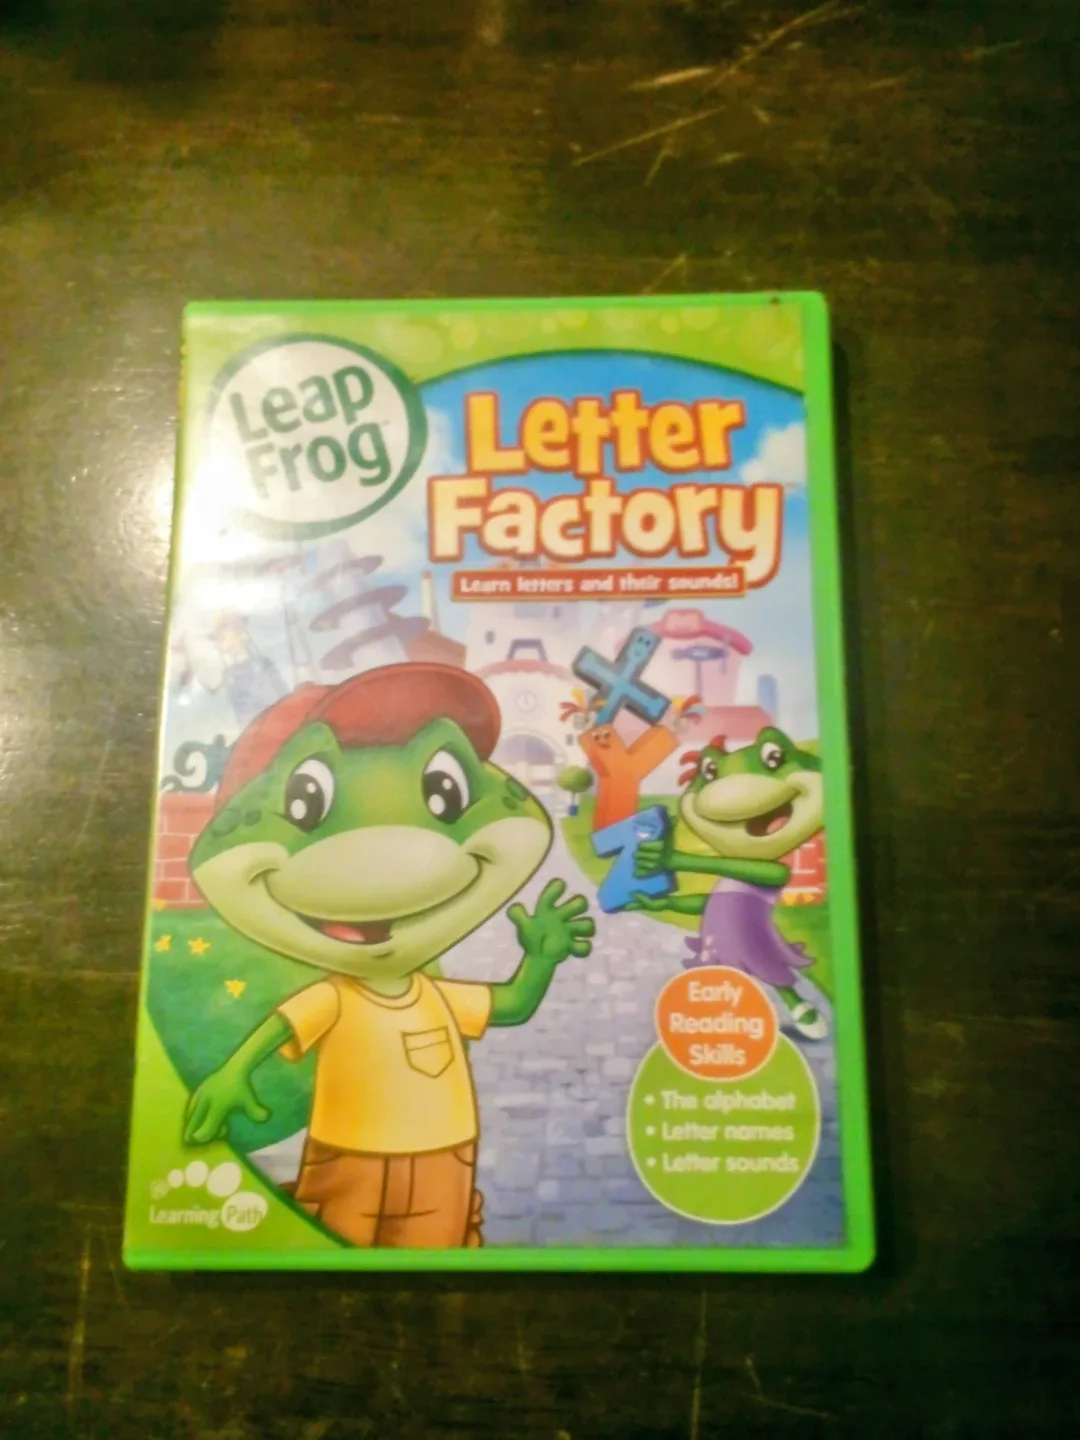 Leap
Frog
Letter
Factory
Learn letters and their sounds!
X
Y
Z
Early
Reading
Skills
• The alphabet
• Letter names
• Letter sounds
Learning Path